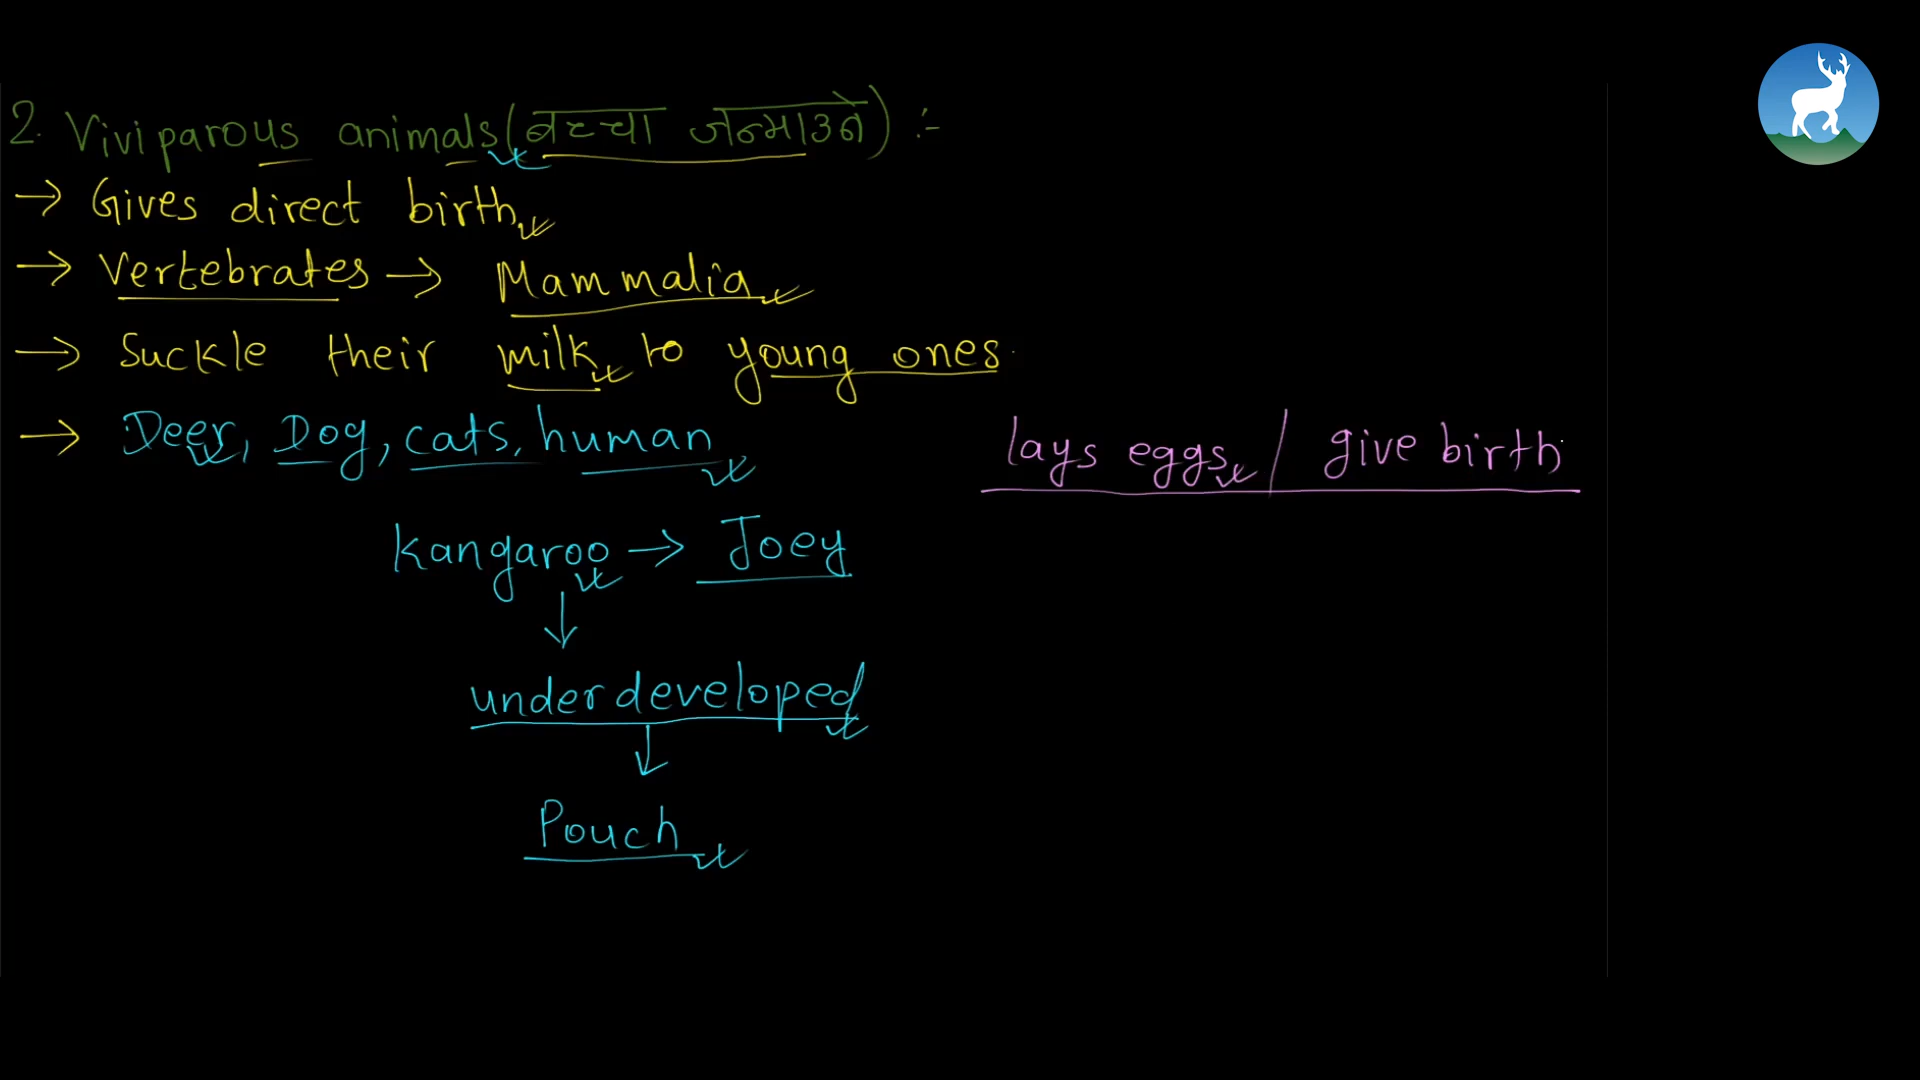 2. Viviparous animals (बच्चा जन्माउने) :-
→ Gives direct birth
→ Vertebrates → Mammalia
→ Suckle their milk to young ones.
→ Deer, Dog, cats, human
lays eggs / give birth
Kangaroo → Joey
↓
underdeveloped
↓
Pouch